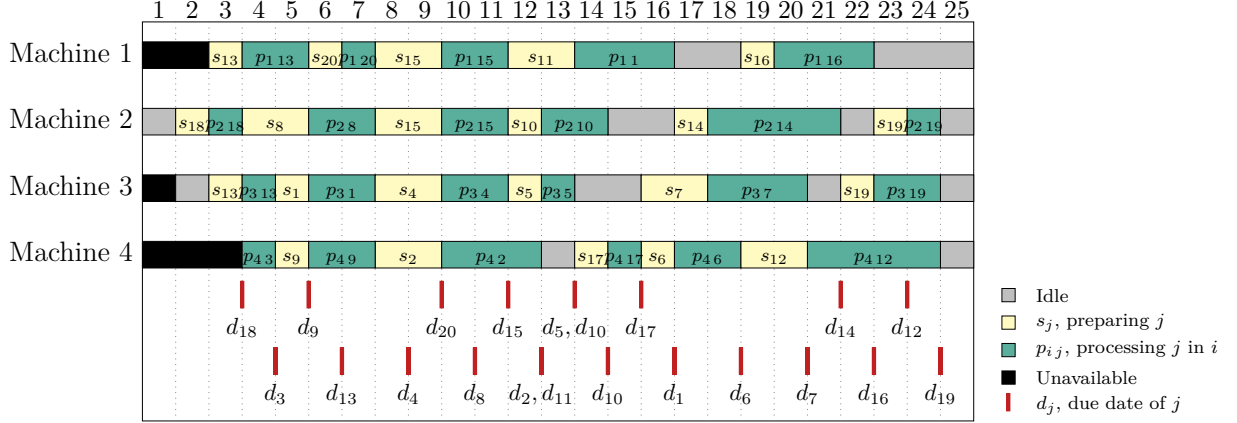 1 2 3 4 5 6 7 8 9 10 11 12 13 14 15 16 17 18 19 20 21 22 23 24 25
Machine 1 s13 p1 13 s20 p1 20 s15 p1 15 s11 p1 1 s16 p1 16
Machine 2 s18 p2 18 s8 p2 8 s15 p2 15 s10 p2 10 s14 p2 14 s19 p2 19
Machine 3 s13 p3 13 s1 p3 1 s4 p3 4 s5 p3 5 s7 p3 7 s19 p3 19
Machine 4 p4 3 s9 p4 9 s2 p4 2 s17 p4 17 s6 p4 6 s12 p4 12
d18 d9 d20 d15 d5, d10 d17 d14 d12
d3 d13 d4 d8 d2, d11 d10 d1 d6 d7 d16 d19
Idle
sj, preparing j
pi j, processing j in i
Unavailable
dj, due date of j